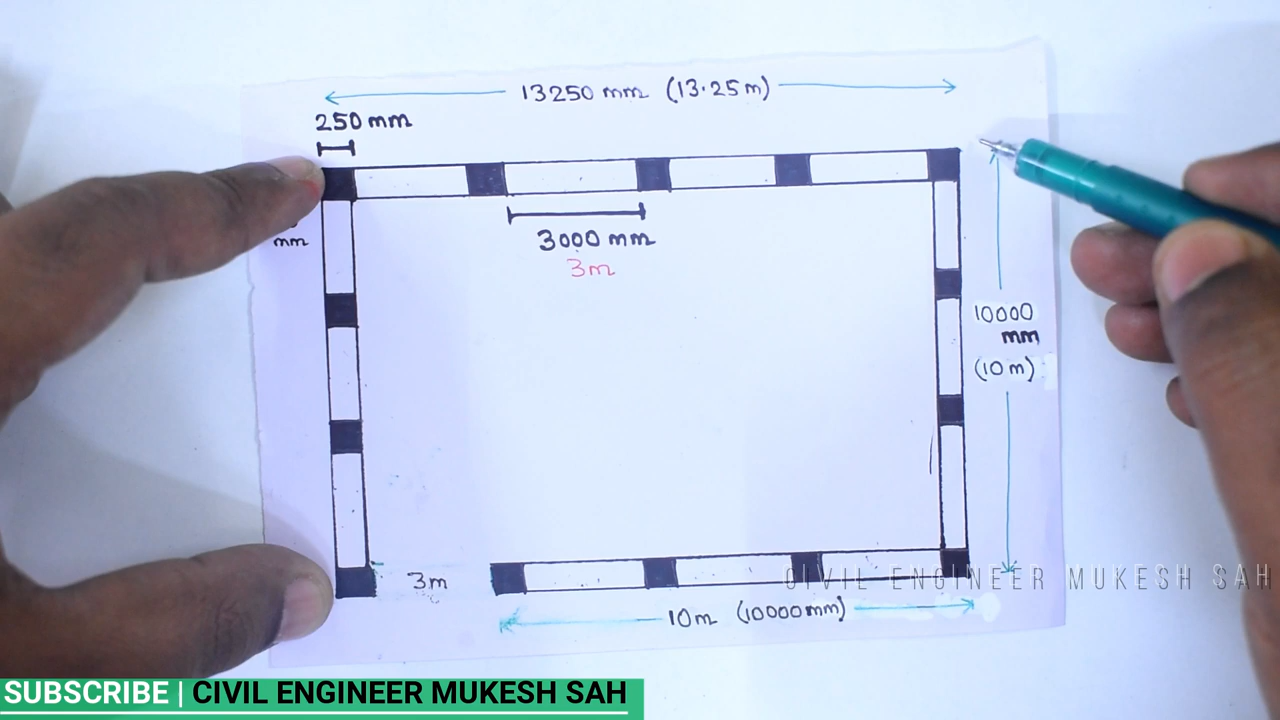 13250 mm (13.25m)
250 mm
mm
3000 mm
3m
10000
mm
(10 m)
3m
CIVIL ENGINEER MUKESH SAH
10m (10000mm)
SUBSCRIBE | CIVIL ENGINEER MUKESH SAH